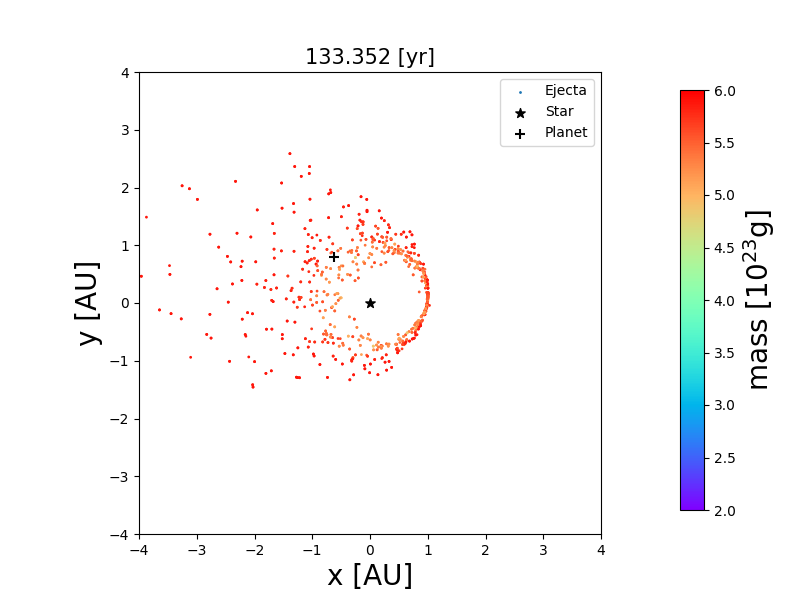 133.352 [yr]
Ejecta
Star
Planet
4
3
2
1
0
−1
−2
−3
−4
−4 −3 −2 −1 0 1 2 3 4
x [AU]
y [AU]
6.0
5.5
5.0
4.5
4.0
3.5
3.0
2.5
2.0
mass [10²³g]